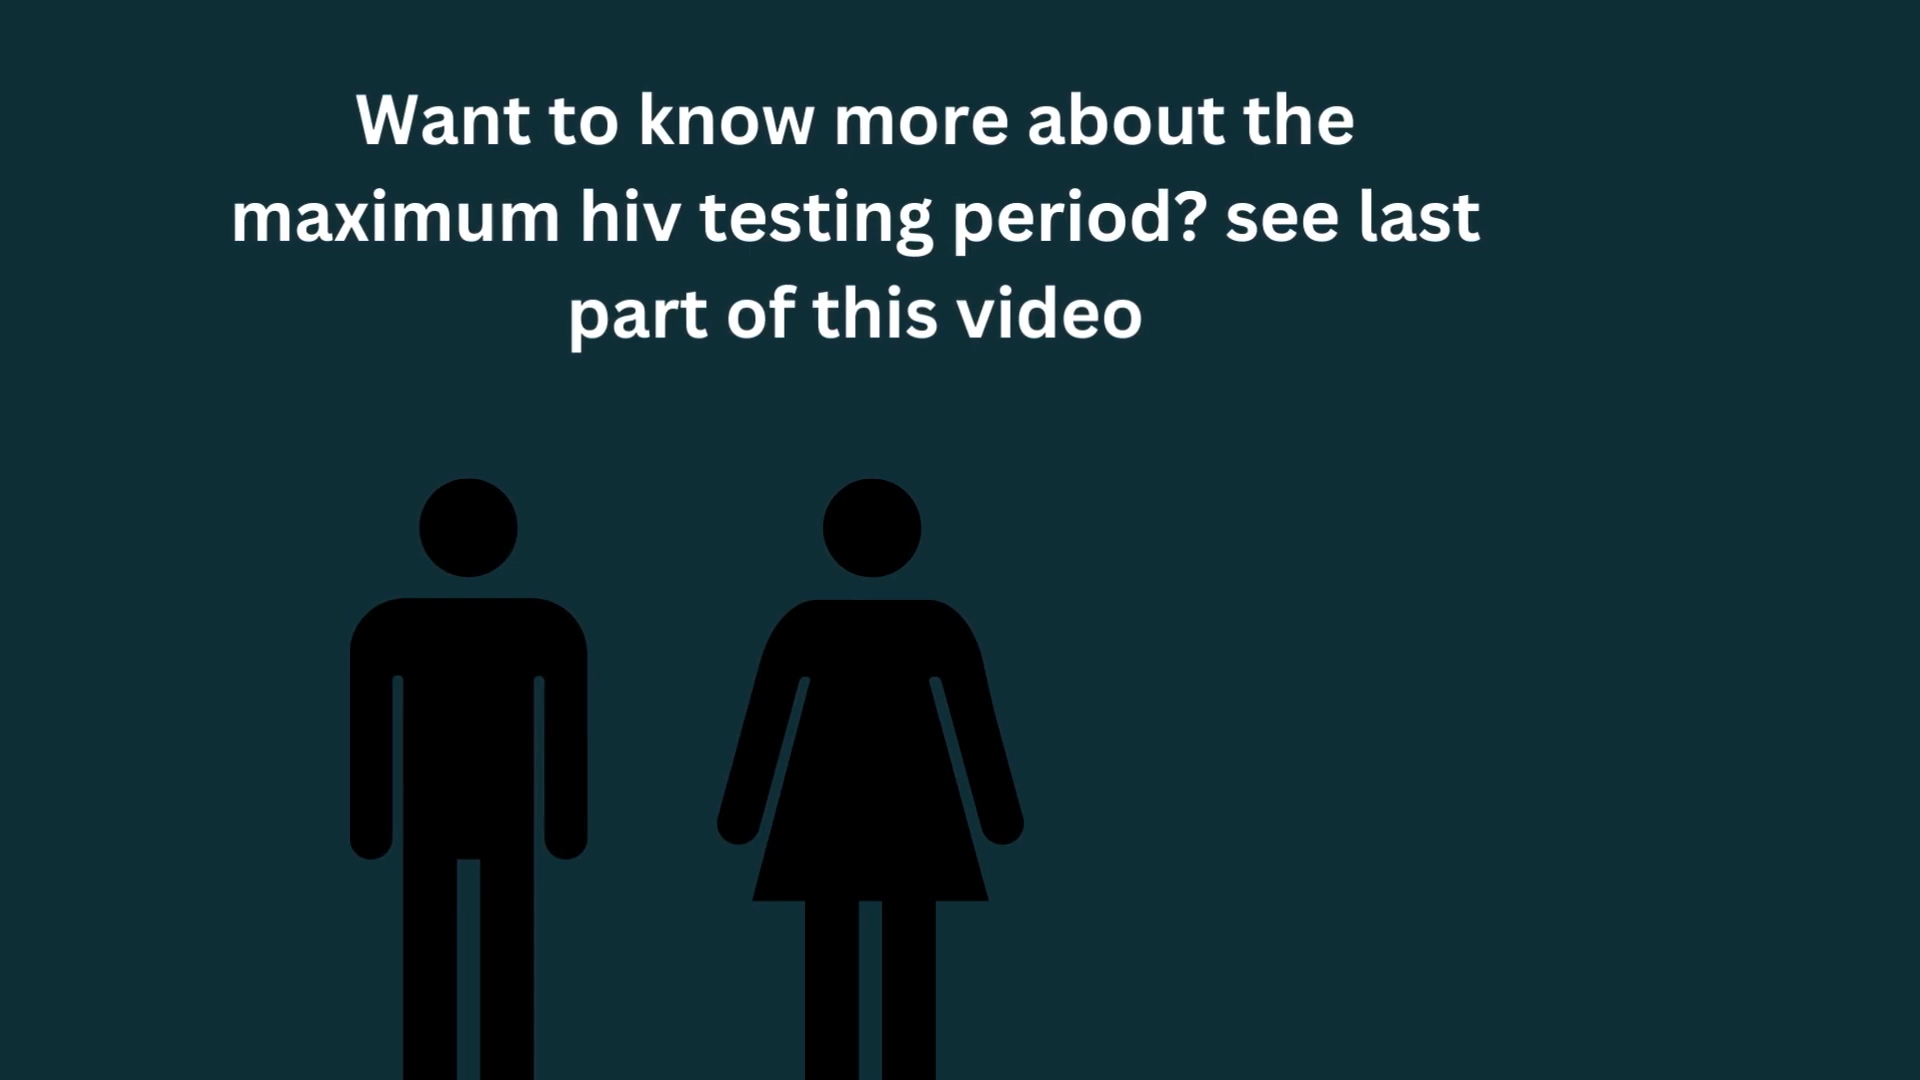 Want to know more about the
maximum hiv testing period? see last
part of this video